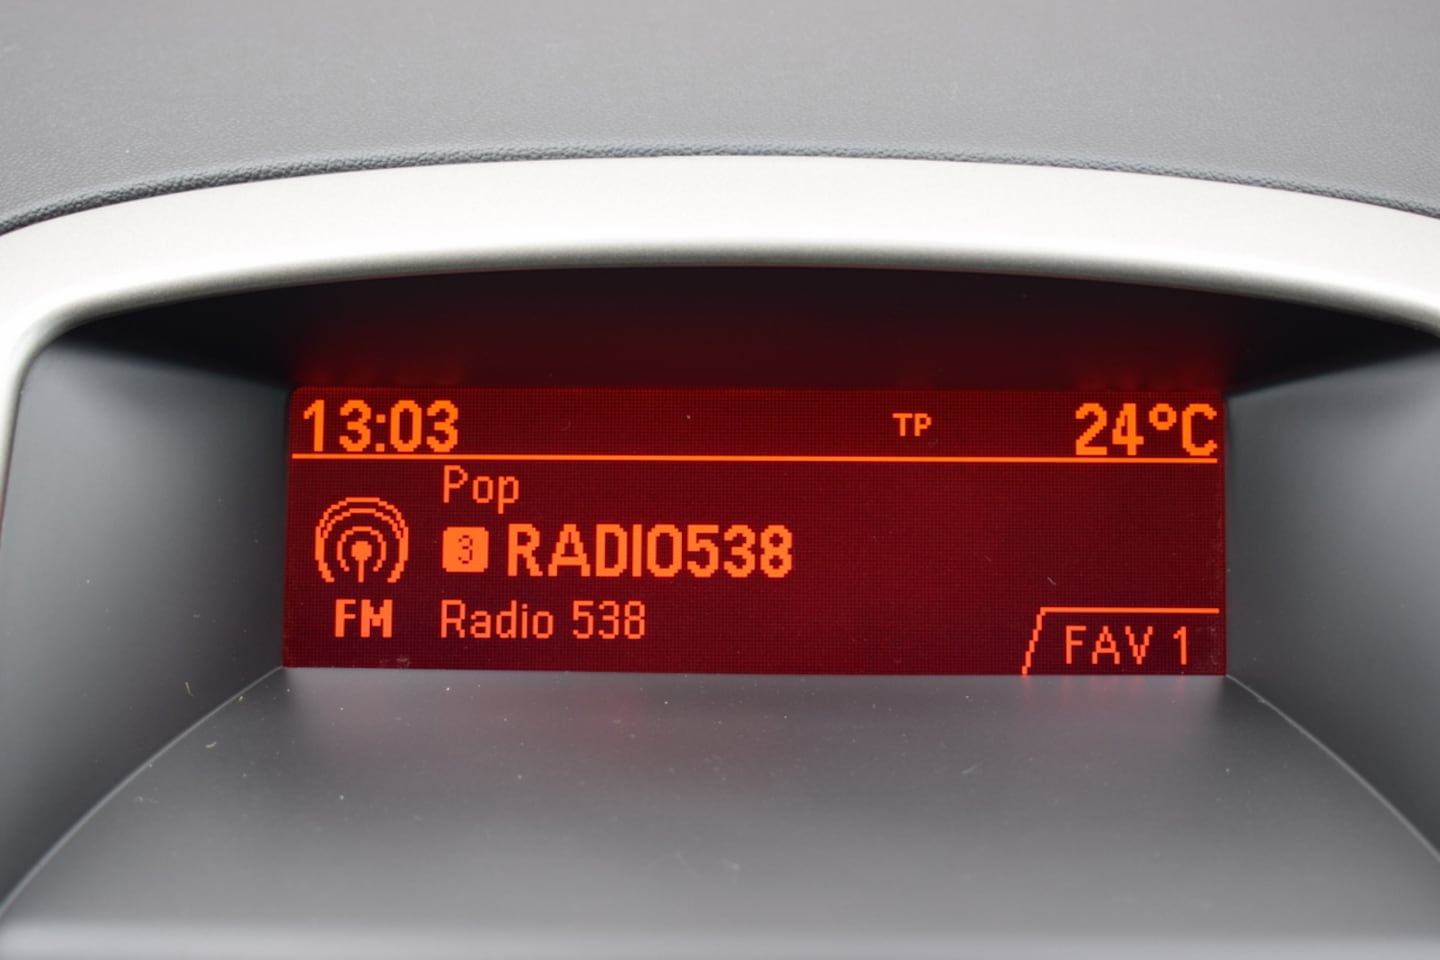 13:03 TP 24°C
Pop
3 RADIO538
FM Radio 538
FAV 1